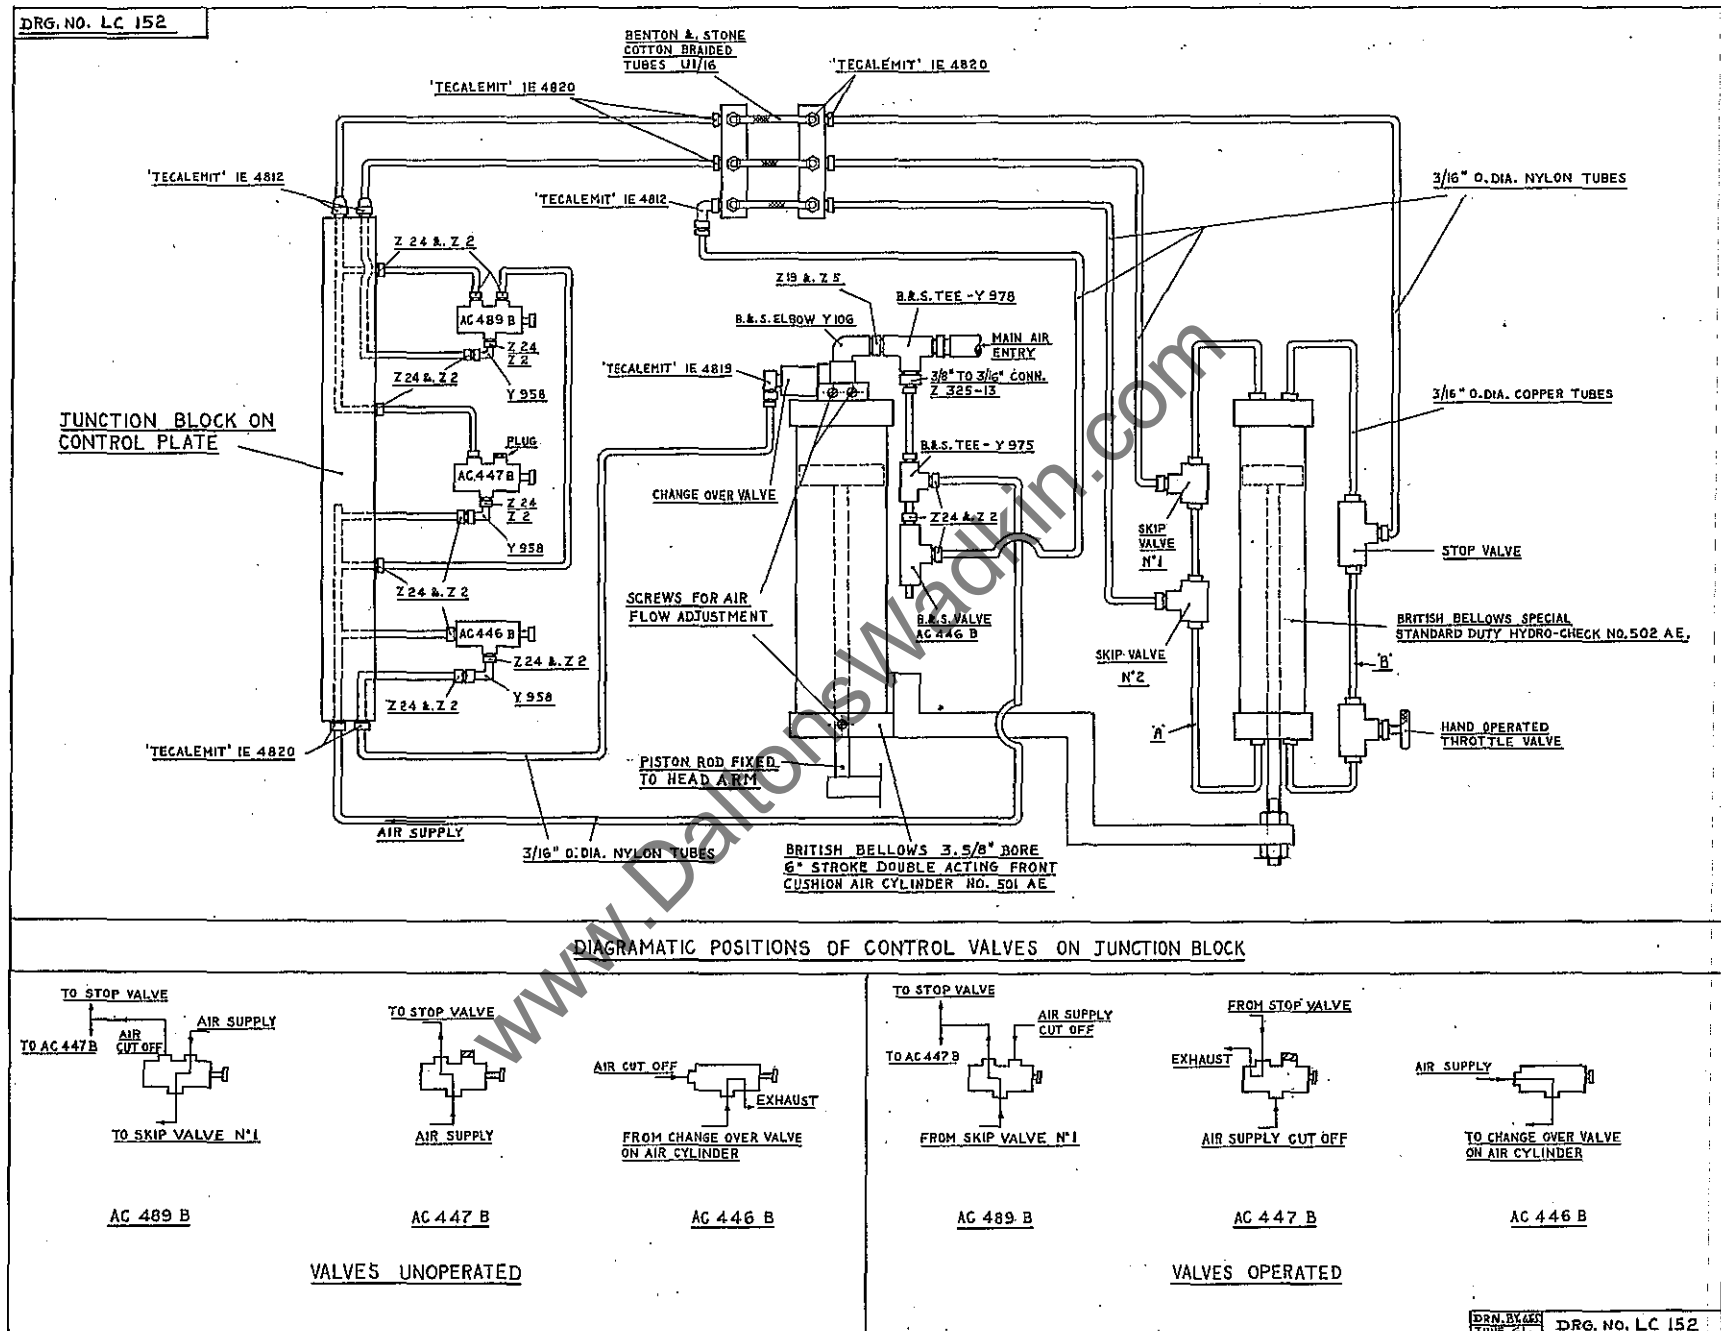 DRG. NO. LC 152
BENTON &. STONE
COTTON BRAIDED
TUBES U1/16
'TECALEMIT' IE 4820
'TECALEMIT' IE 4820
'TECALEMIT' IE 4812
'TECALEMIT' IE 4812
3/16" O.DIA. NYLON TUBES
Z 24 &. Z 2
AC 489 B
Z 24
Z 2
Z 24 &. Z 2
Y 958
Z 19 &. Z 5
B.&.S. TEE - Y 978
B.&.S. ELBOW Y 106
MAIN AIR
ENTRY
'TECALEMIT' IE 4819
3/8" TO 3/16" CONN.
Z 325-13
3/16" O.DIA. COPPER TUBES
JUNCTION BLOCK ON
CONTROL PLATE
PLUG
AC 447 B
Z 24
Z 2
Y 958
B.&.S. TEE - Y 975
CHANGE OVER VALVE
Z 24 &. Z 2
SKIP
VALVE
N°1
STOP VALVE
Z 24 &. Z 2
SCREWS FOR AIR
FLOW ADJUSTMENT
B.&.S. VALVE
AC 446 B
BRITISH BELLOWS SPECIAL
STANDARD DUTY HYDRO-CHECK NO. 502 AE.
AC 446 B
Z 24 &. Z 2
Y 958
Z 24 &. Z 2
SKIP VALVE
N°2
'B'
'A'
HAND OPERATED
THROTTLE VALVE
'TECALEMIT' IE 4820
PISTON ROD FIXED
TO HEAD ARM
AIR SUPPLY
3/16" O.DIA. NYLON TUBES
BRITISH BELLOWS 3.5/8" BORE
6" STROKE DOUBLE ACTING FRONT
CUSHION AIR CYLINDER NO. 501 AE
www.DaltonsWadkin.com
DIAGRAMATIC POSITIONS OF CONTROL VALVES ON JUNCTION BLOCK
TO STOP VALVE
AIR SUPPLY
TO AC 447 B
AIR
CUT OFF
TO SKIP VALVE N°1
AC 489 B
TO STOP VALVE
AIR SUPPLY
AC 447 B
AIR CUT OFF
EXHAUST
FROM CHANGE OVER VALVE
ON AIR CYLINDER
AC 446 B
VALVES UNOPERATED
TO STOP VALVE
AIR SUPPLY
CUT OFF
TO AC 447 B
FROM SKIP VALVE N°1
AC 489 B
FROM STOP VALVE
EXHAUST
AIR SUPPLY CUT OFF
AC 447 B
AIR SUPPLY
TO CHANGE OVER VALVE
ON AIR CYLINDER
AC 446 B
VALVES OPERATED
DRN. BY
DRG. NO. LC 152